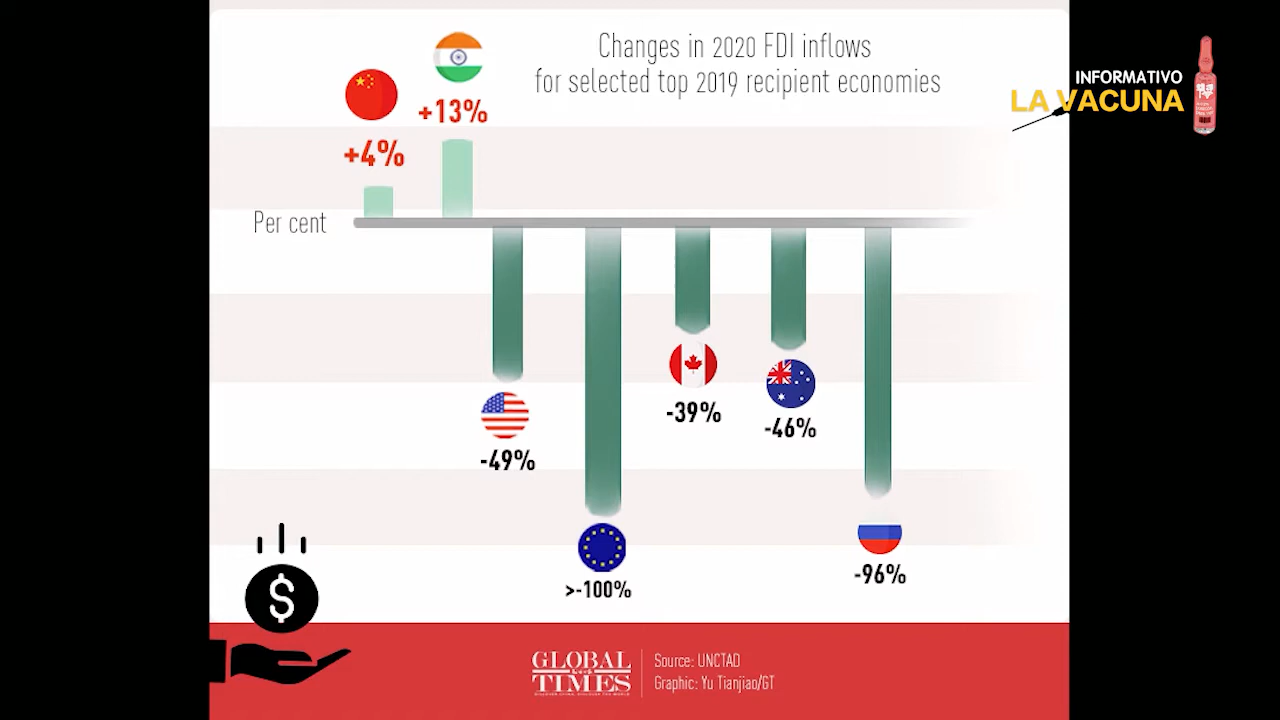 Changes in 2020 FDI inflows
for selected top 2019 recipient economies
INFORMATIVO
LA VACUNA
+13%
+4%
Per cent
-49%
>-100%
-39%
-46%
-96%
$
GLOBAL
TIMES
Source: UNCTAD
Graphic: Yu Tianjiao/GT